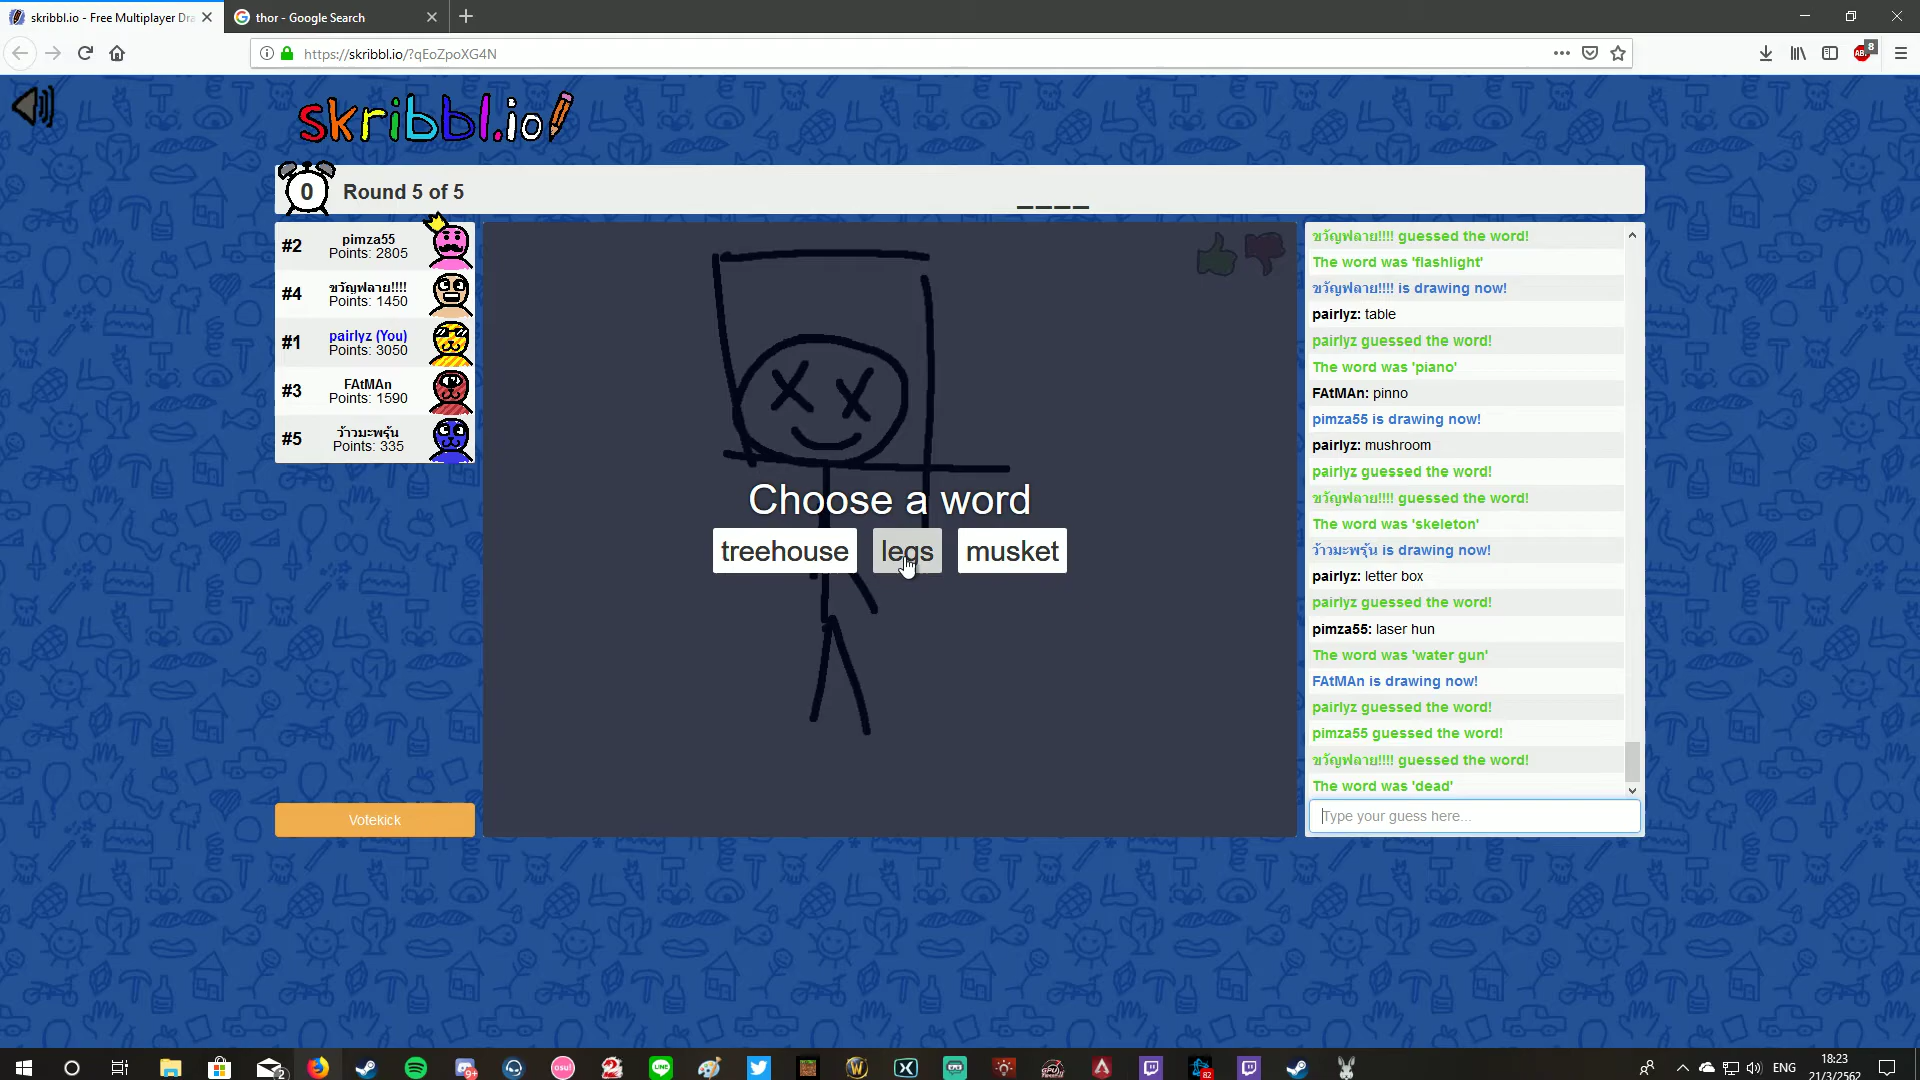 skribbl.io - Free Multiplayer Dra
thor - Google Search
https://skribbl.io/?qEoZpoXG4N
8
skribbl.io
0
Round 5 of 5
____
#2
pimza55
Points: 2805
#4
ขวัญฟลาย!!!!
Points: 1450
#1
pairlyz (You)
Points: 3050
#3
FAtMAn
Points: 1590
#5
ว้าวมะพรุ้น
Points: 335
Votekick
Choose a word
treehouse
legs
musket
ขวัญฟลาย!!!! guessed the word!
The word was 'flashlight'
ขวัญฟลาย!!!! is drawing now!
pairlyz: table
pairlyz guessed the word!
The word was 'piano'
FAtMAn: pinno
pimza55 is drawing now!
pairlyz: mushroom
pairlyz guessed the word!
ขวัญฟลาย!!!! guessed the word!
The word was 'skeleton'
ว้าวมะพรุ้น is drawing now!
pairlyz: letter box
pairlyz guessed the word!
pimza55: laser hun
The word was 'water gun'
FAtMAn is drawing now!
pairlyz guessed the word!
pimza55 guessed the word!
ขวัญฟลาย!!!! guessed the word!
The word was 'dead'
Type your guess here...
ENG
18:23
21/3/2562